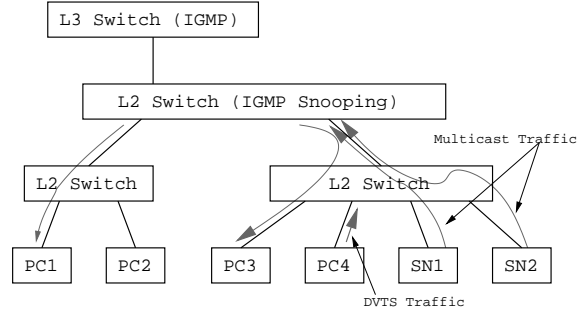 L3 Switch (IGMP)
L2 Switch (IGMP Snooping)
Multicast Traffic
L2 Switch
L2 Switch
PC1
PC2
PC3
PC4
SN1
SN2
DVTS Traffic